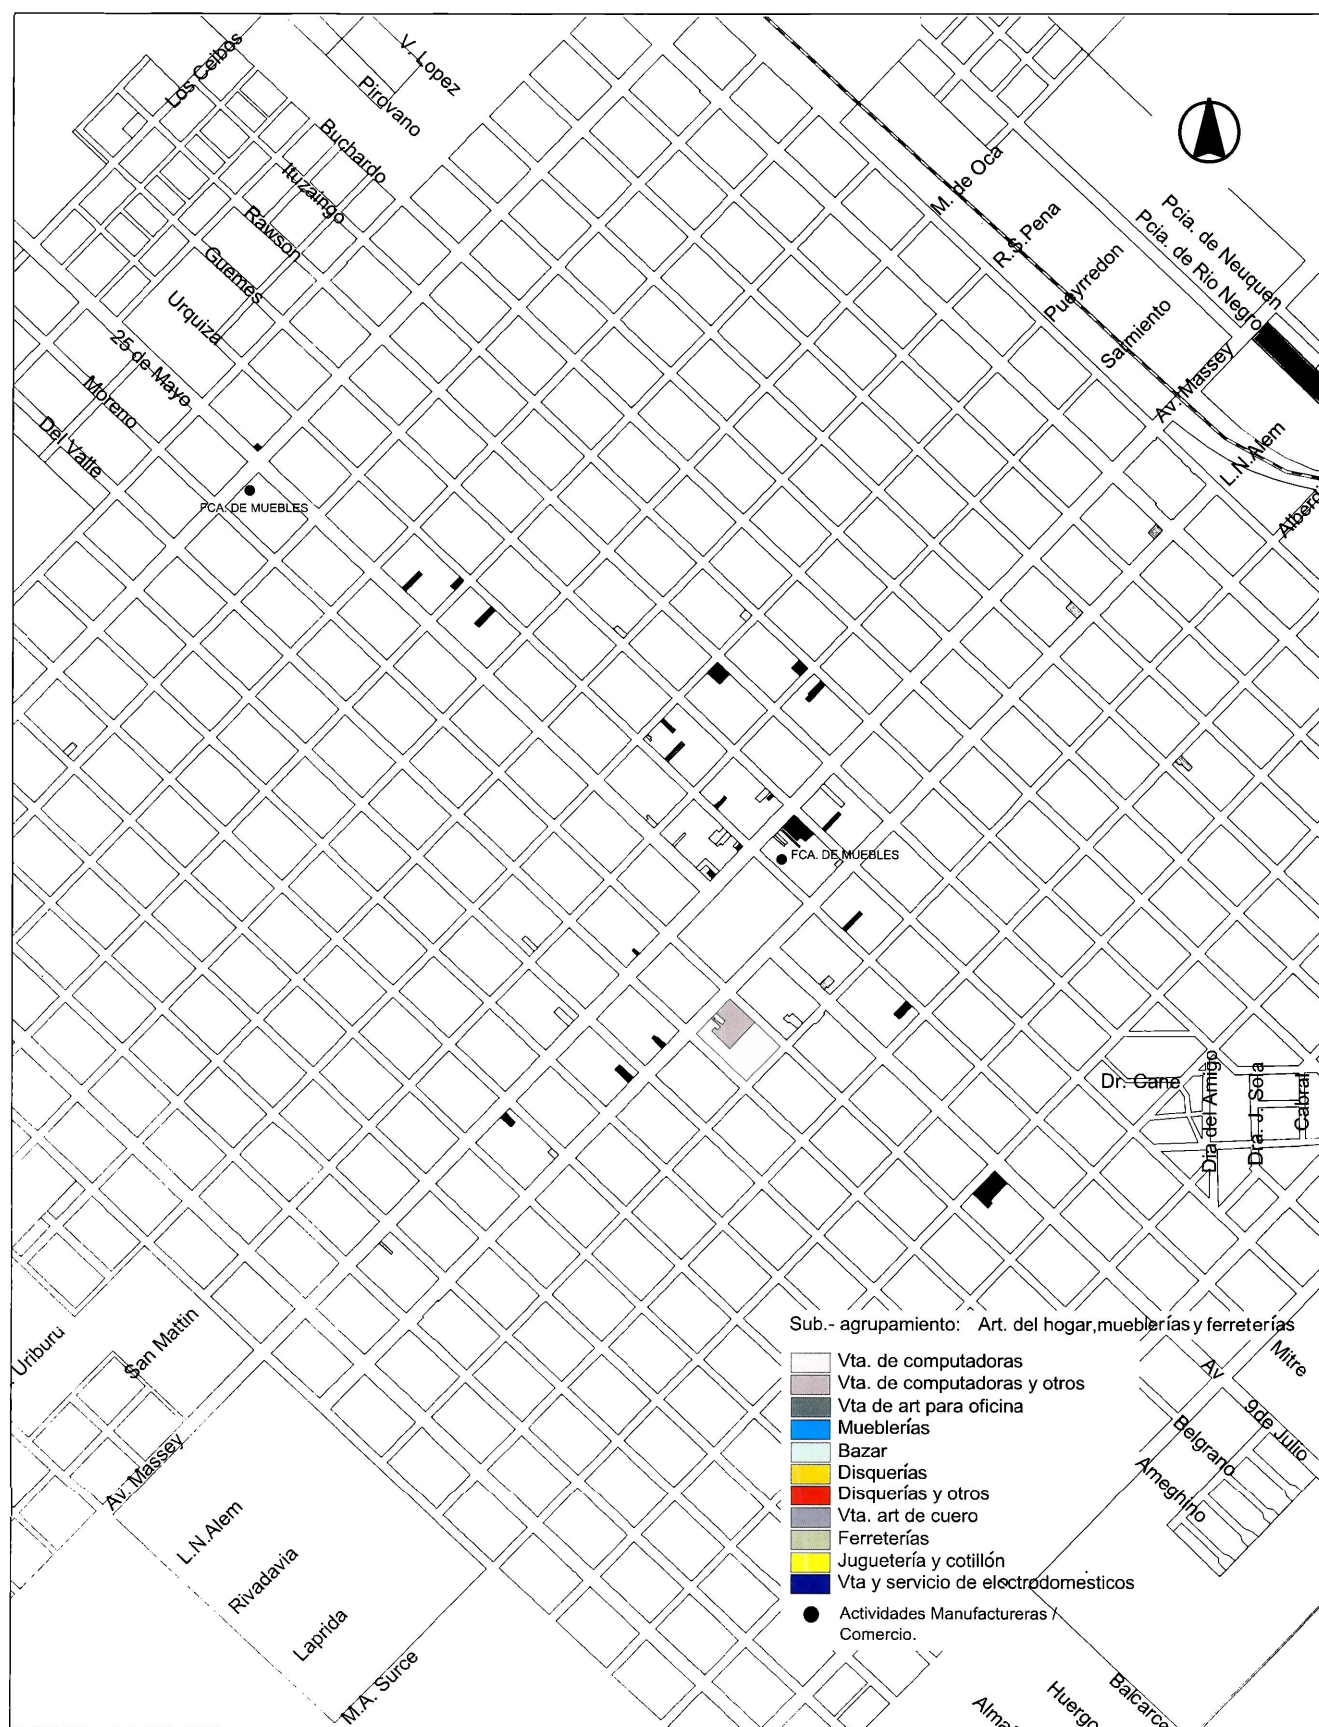 Los Ceibos
V. Lopez
Pirovano
Buchardo
Ituzaingo
Rawson
Guemes
Urquiza
25 de Mayo
Moreno
Del Valle
M. de Oca
R.S.Pena
Pueyrredon
Sarmiento
Av. Massey
L.N.Alem
Pcia. de Neuquen
Pcia. de Rio Negro
FCA. DE MUEBLES
FCA. DE MUEBLES
Dr. Cane
Dia del Amigo
Dra. J. Sola
Cabral
Uriburu
San Mattin
Av. Massey
L.N.Alem
Rivadavia
Laprida
M.A. Surce
Sub.- agrupamiento: Art. del hogar,mueblerías y ferreterías
Vta. de computadoras
Vta. de computadoras y otros
Vta de art para oficina
Mueblerías
Bazar
Disquerías
Disquerías y otros
Vta. art de cuero
Ferreterías
Juguetería y cotillón
Vta y servicio de electrodomesticos
Actividades Manufactureras /
Comercio.
Mitre
Av
9de Julio
Belgrano
Ameghino
Balcarce
Huergo